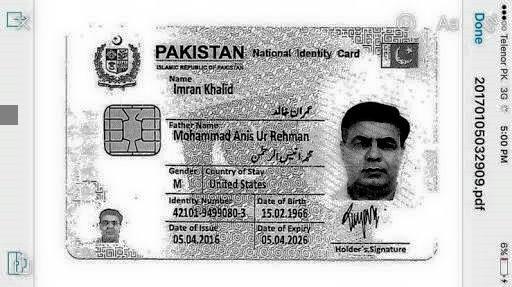 PAKISTAN National Identity Card
ISLAMIC REPUBLIC OF PAKISTAN
Name
Imran Khalid
عمران خالد
Father Name
Mohammad Anis Ur Rehman
محمد انیس الرحمٰن
Gender Country of Stay
M United States
Identity Number Date of Birth
42101-9499080-3 15.02.1966
Date of Issue Date of Expiry
05.04.2016 05.04.2026
Holder's Signature
Aa
Done
20170105032909.pdf
Telenor PK 3G
5:00 PM
6%